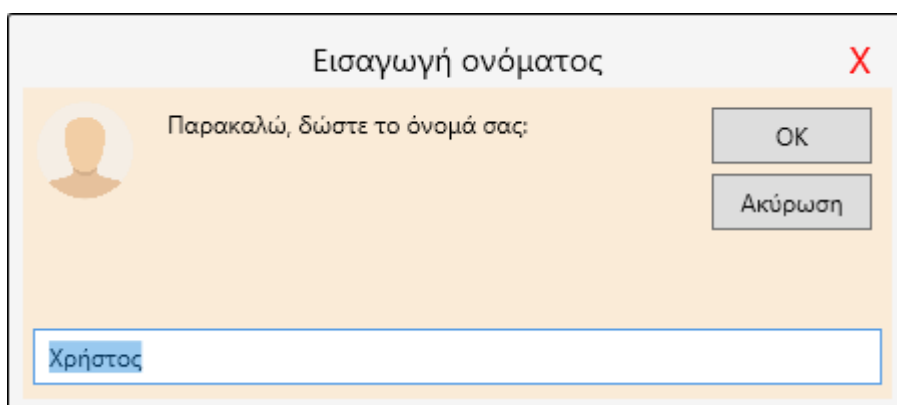 Εισαγωγή ονόματος
X
Παρακαλώ, δώστε το όνομά σας:
OK
Ακύρωση
Χρήστος